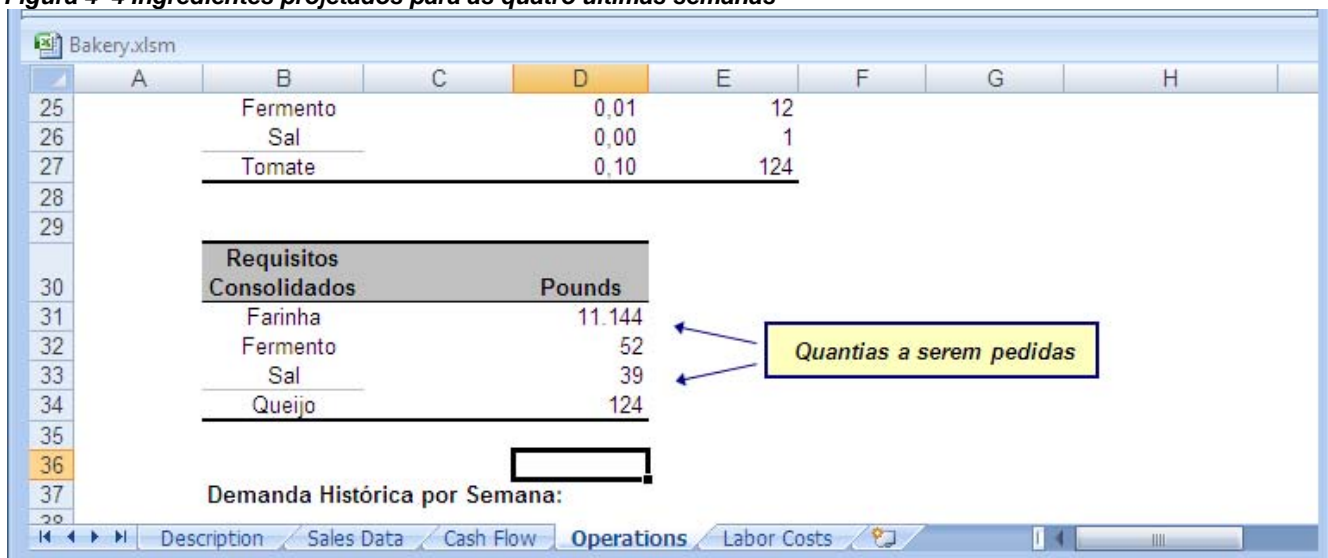 Figura 4-4 Ingredientes projetados para as quatro últimas semanas
Bakery.xlsm
A B C D E F G H
25 Fermento 0,01 12
26 Sal 0,00 1
27 Tomate 0,10 124
28
29
Requisitos
30 Consolidados Pounds
31 Farinha 11.144
32 Fermento 52
33 Sal 39
34 Queijo 124
Quantias a serem pedidas
35
36
37 Demanda Histórica por Semana:
38
Description Sales Data Cash Flow Operations Labor Costs